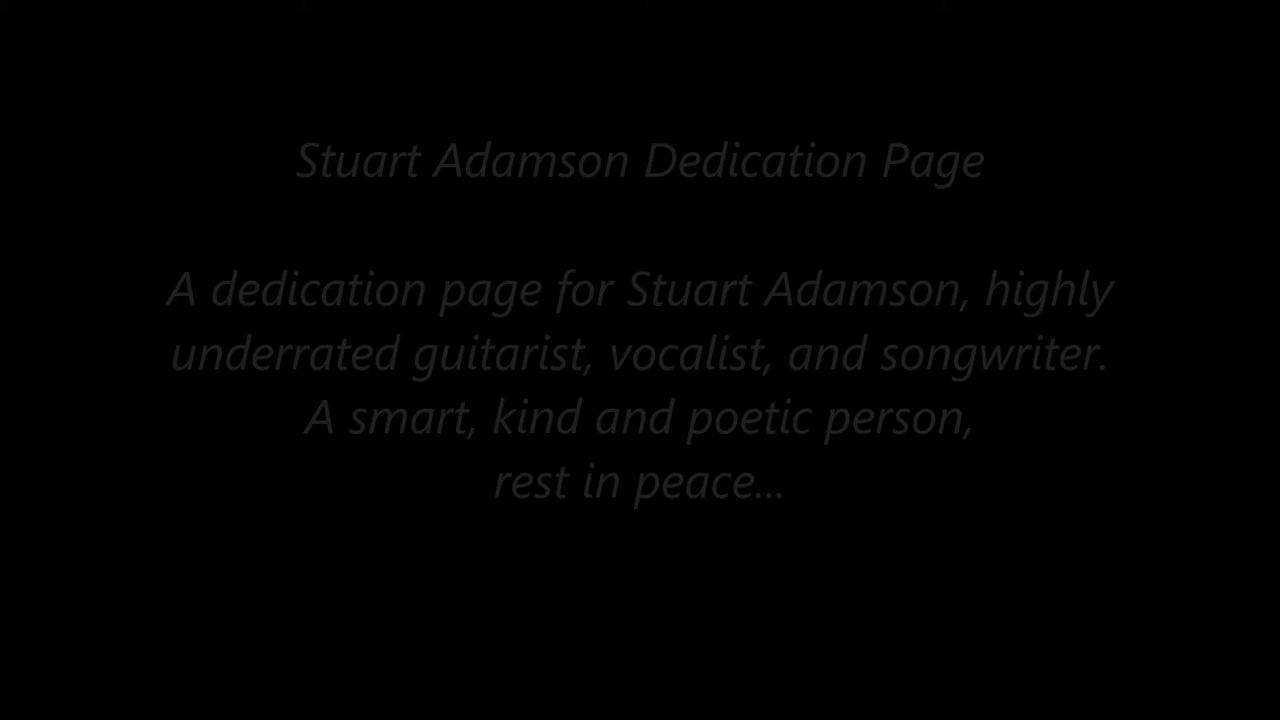 Stuart Adamson Dedication Page
A dedication page for Stuart Adamson, highly
underrated guitarist, vocalist, and songwriter.
A smart, kind and poetic person,
rest in peace...